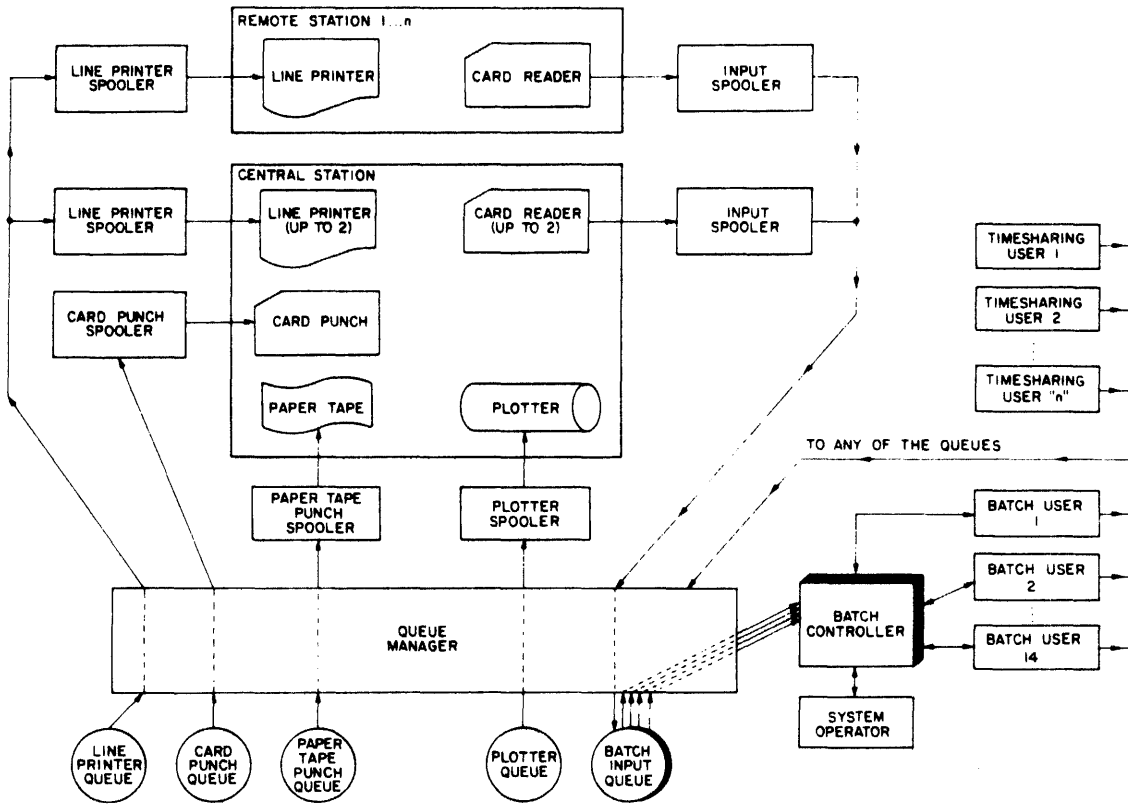 REMOTE STATION 1...n
LINE PRINTER
SPOOLER
LINE PRINTER
CARD READER
INPUT
SPOOLER
CENTRAL STATION
LINE PRINTER
SPOOLER
LINE PRINTER
(UP TO 2)
CARD READER
(UP TO 2)
INPUT
SPOOLER
TIMESHARING
USER 1
CARD PUNCH
SPOOLER
CARD PUNCH
TIMESHARING
USER 2
PAPER TAPE
PLOTTER
TIMESHARING
USER "n"
TO ANY OF THE QUEUES
PAPER TAPE
PUNCH
SPOOLER
PLOTTER
SPOOLER
BATCH USER
1
BATCH USER
2
QUEUE
MANAGER
BATCH
CONTROLLER
BATCH USER
14
SYSTEM
OPERATOR
LINE
PRINTER
QUEUE
CARD
PUNCH
QUEUE
PAPER
TAPE
PUNCH
QUEUE
PLOTTER
QUEUE
BATCH
INPUT
QUEUE